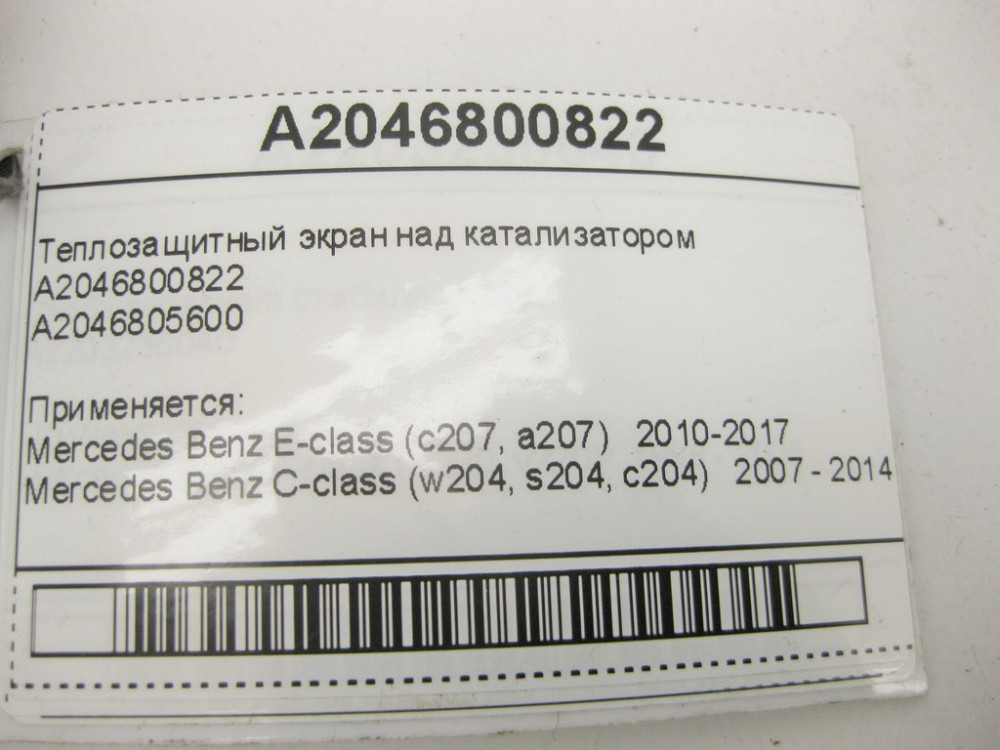 A2046800822
Теплозащитный экран над катализатором
A2046800822
A2046805600
Применяется:
Mercedes Benz E-class (c207, a207) 2010-2017
Mercedes Benz C-class (w204, s204, c204) 2007 - 2014